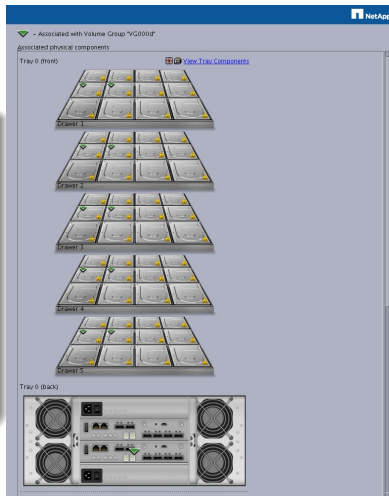 NetApp
– Associated with Volume Group "VG000d"
Associated physical components
Tray 0 (front)
View Tray Components
Drawer 1
Drawer 2
Drawer 3
Drawer 4
Drawer 5
Tray 0 (back)